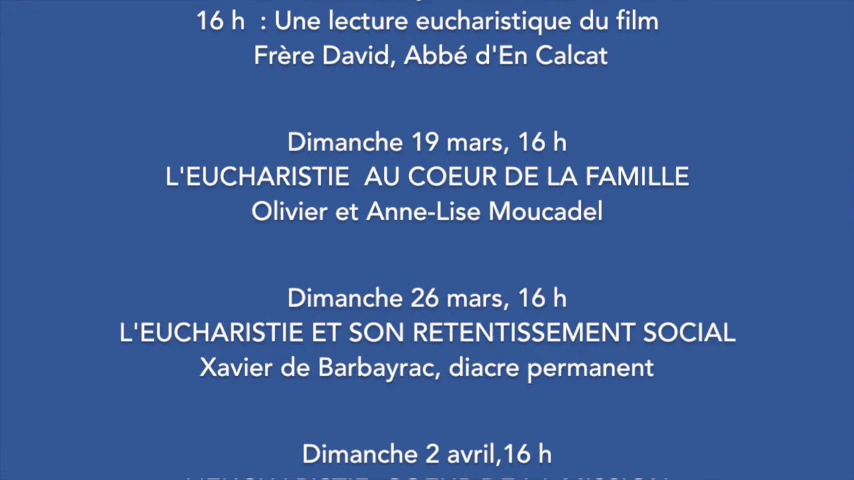 16 h  : Une lecture eucharistique du film
Frère David, Abbé d'En Calcat
Dimanche 19 mars, 16 h
L'EUCHARISTIE  AU COEUR DE LA FAMILLE
Olivier et Anne-Lise Moucadel
Dimanche 26 mars, 16 h
L'EUCHARISTIE ET SON RETENTISSEMENT SOCIAL
Xavier de Barbayrac, diacre permanent
Dimanche 2 avril,16 h